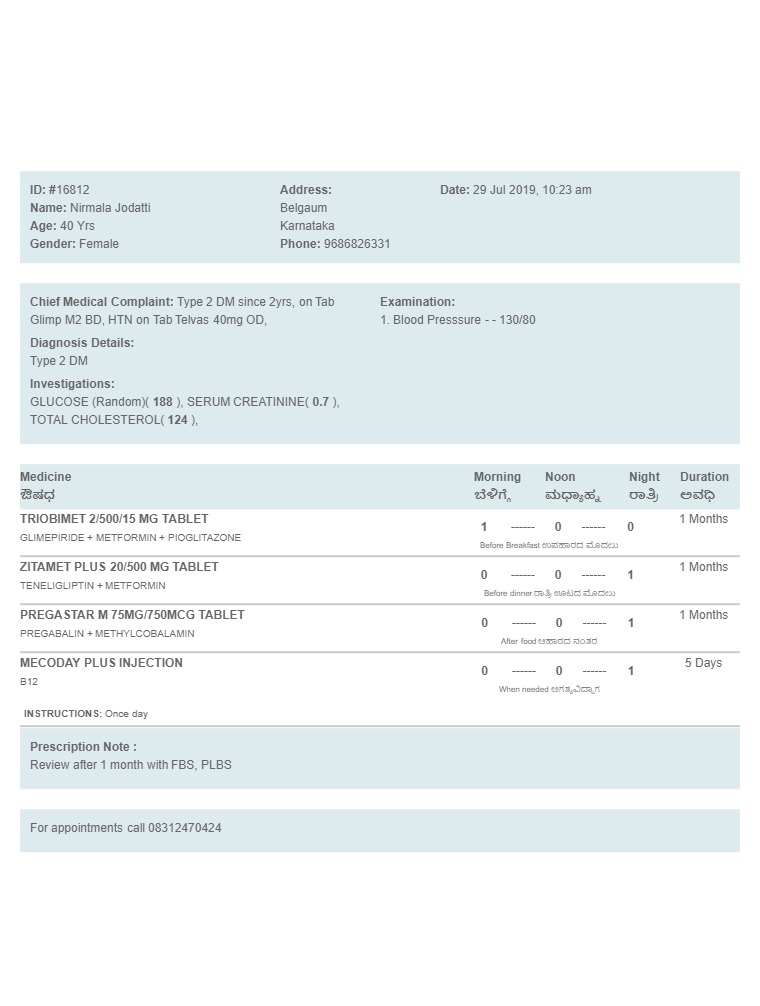 ID: #16812
Name: Nirmala Jodatti
Age: 40 Yrs
Gender: Female
Address:
Belgaum
Karnataka
Phone: 9686826331
Date: 29 Jul 2019, 10:23 am
Chief Medical Complaint: Type 2 DM since 2yrs, on Tab
Glimp M2 BD, HTN on Tab Telvas 40mg OD,
Diagnosis Details:
Type 2 DM
Investigations:
GLUCOSE (Random)( 188 ), SERUM CREATININE( 0.7 ),
TOTAL CHOLESTEROL( 124 ),
Examination:
1. Blood Presssure - - 130/80
Medicine Morning Noon Night Duration
ಔಷಧ ಬೆಳಿಗ್ಗೆ ಮಧ್ಯಾಹ್ನ ರಾತ್ರಿ ಅವಧಿ
TRIOBIMET 2/500/15 MG TABLET 1 ------ 0 ------ 0 1 Months
GLIMEPIRIDE + METFORMIN + PIOGLITAZONE
Before Breakfast ಉಪಹಾರದ ಮೊದಲು
ZITAMET PLUS 20/500 MG TABLET 0 ------ 0 ------ 1 1 Months
TENELIGLIPTIN + METFORMIN
Before dinner ರಾತ್ರಿ ಊಟದ ಮೊದಲು
PREGASTAR M 75MG/750MCG TABLET 0 ------ 0 ------ 1 1 Months
PREGABALIN + METHYLCOBALAMIN
After food ಆಹಾರದ ನಂತರ
MECODAY PLUS INJECTION 0 ------ 0 ------ 1 5 Days
B12
When needed ಅಗತ್ಯವಿದ್ದಾಗ
INSTRUCTIONS: Once day
Prescription Note :
Review after 1 month with FBS, PLBS
For appointments call 08312470424